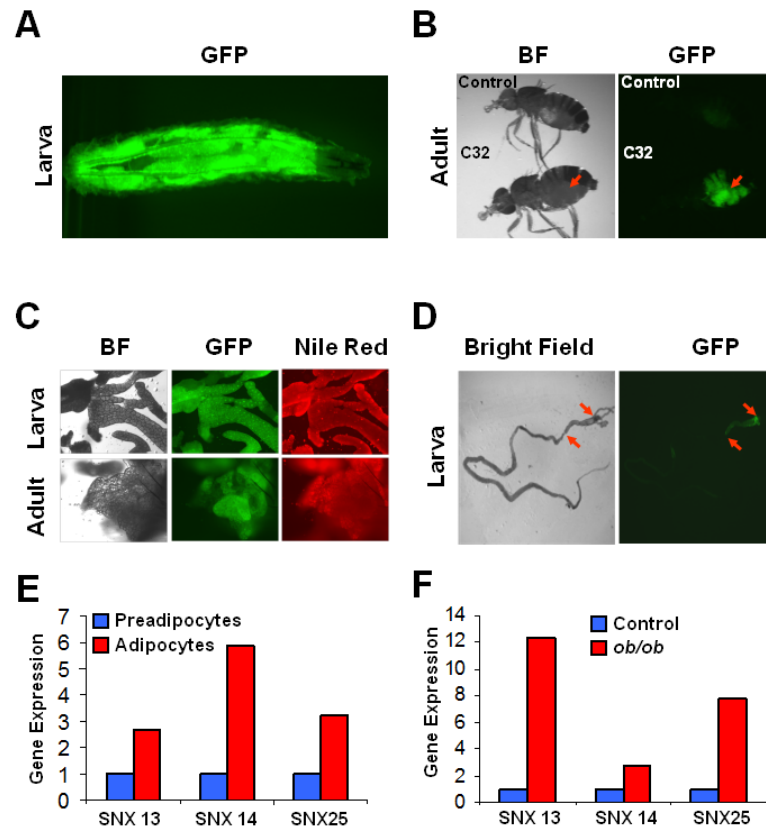 A
GFP
Larva
B
BF GFP
Adult
Control Control
C32 C32
C
BF GFP Nile Red
Larva
Adult
D
Bright Field GFP
Larva
E
Gene Expression
7
6
5
4
3
2
1
0
Preadipocytes
Adipocytes
SNX 13 SNX 14 SNX25
F
Gene Expression
14
12
10
8
6
4
2
0
Control
ob/ob
SNX 13 SNX 14 SNX25